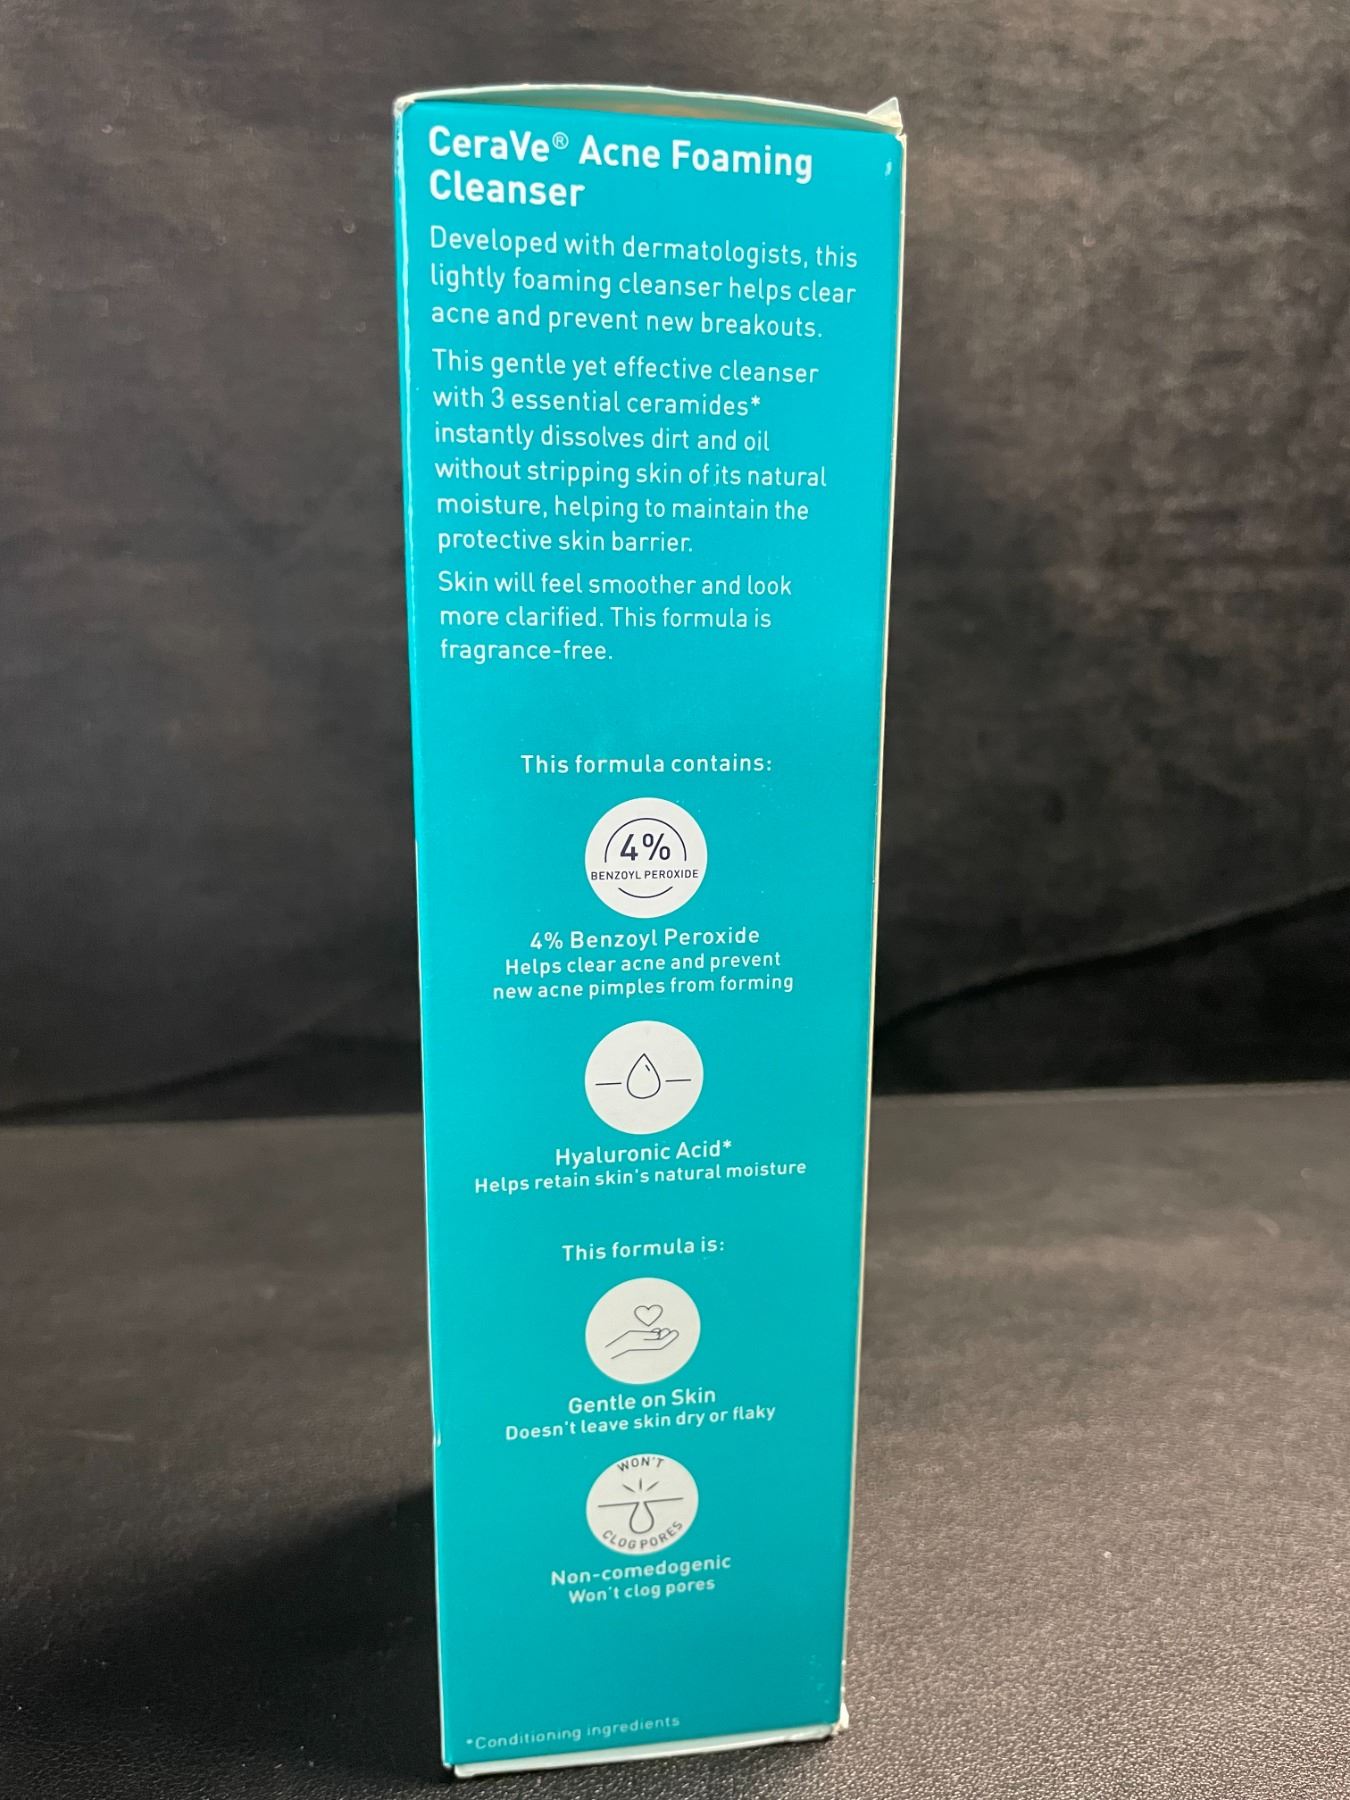 CeraVe® Acne Foaming
Cleanser
Developed with dermatologists, this
lightly foaming cleanser helps clear
acne and prevent new breakouts.
This gentle yet effective cleanser
with 3 essential ceramides*
instantly dissolves dirt and oil
without stripping skin of its natural
moisture, helping to maintain the
protective skin barrier.
Skin will feel smoother and look
more clarified. This formula is
fragrance-free.
This formula contains:
4%
BENZOYL PEROXIDE
4% Benzoyl Peroxide
Helps clear acne and prevent
new acne pimples from forming
Hyaluronic Acid*
Helps retain skin's natural moisture
This formula is:
Gentle on Skin
Doesn't leave skin dry or flaky
WON'T
CLOG PORES
Non-comedogenic
Won't clog pores
*Conditioning ingredients